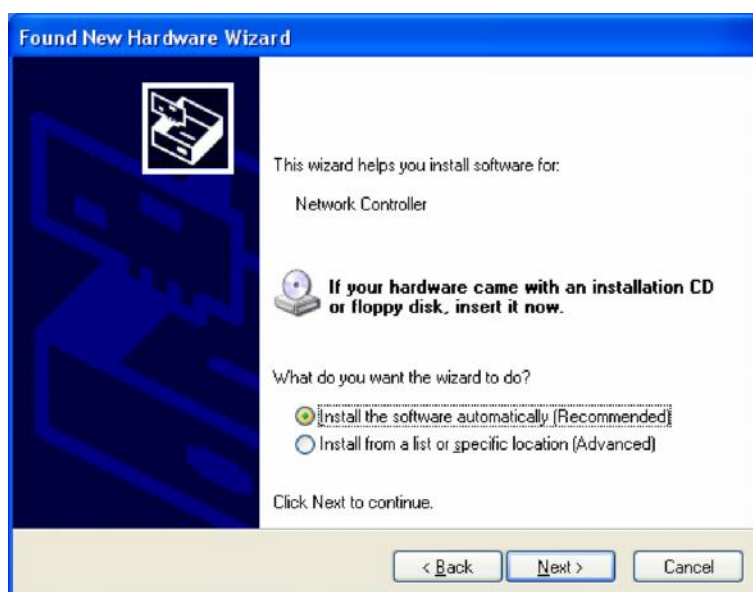 Found New Hardware Wizard
This wizard helps you install software for:
Network Controller
If your hardware came with an installation CD
or floppy disk, insert it now.
What do you want the wizard to do?
Install the software automatically (Recommended)
Install from a list or specific location (Advanced)
Click Next to continue.
< Back
Next >
Cancel